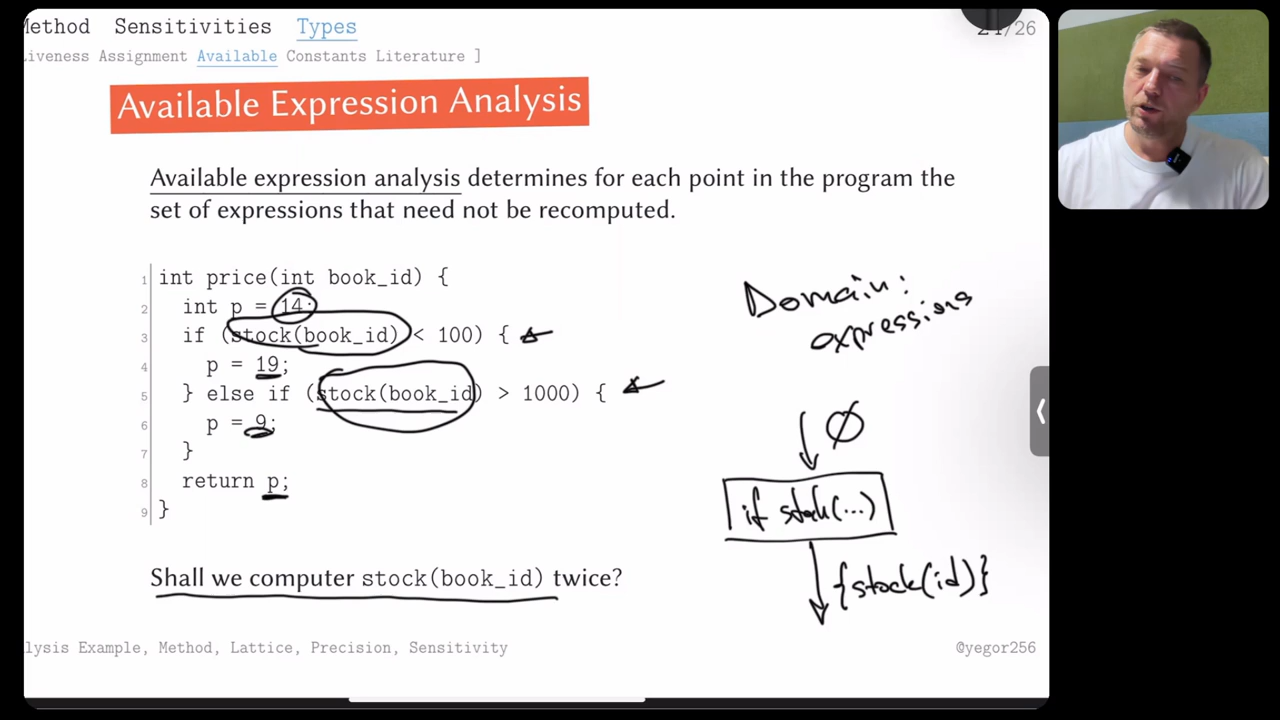 Method Sensitivities Types
iveness Assignment Available Constants Literature ]
/26
Available Expression Analysis
Available expression analysis determines for each point in the program the
set of expressions that need not be recomputed.
1 int price(int book_id) {
2 int p = 14;
3 if (stock(book_id) < 100) {
4 p = 19;
5 } else if (stock(book_id) > 1000) {
6 p = 9;
7 }
8 return p;
9 }
Domain:
expressions
∅
if stock(...)
{stock(id)}
Shall we computer stock(book_id) twice?
lysis Example, Method, Lattice, Precision, Sensitivity
@yegor256